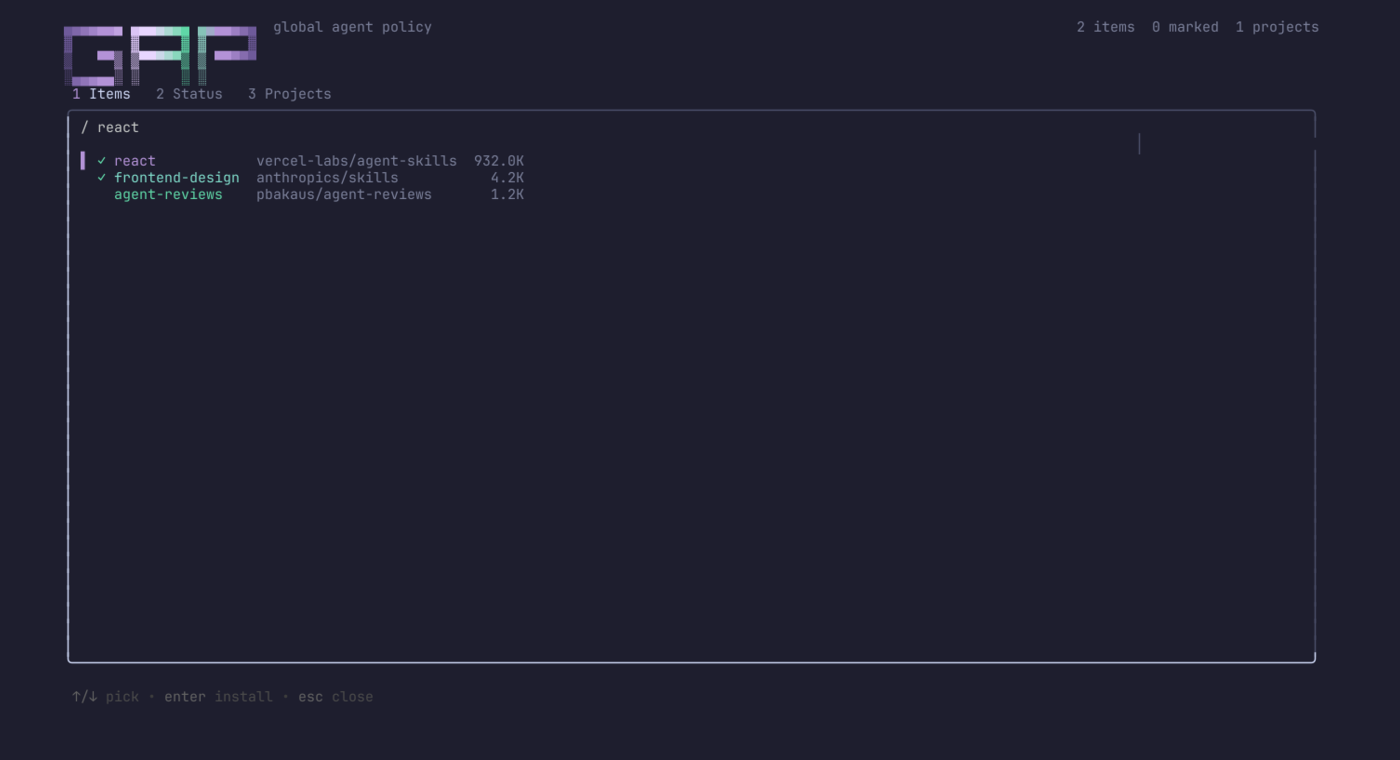 GAP global agent policy 2 items 0 marked 1 projects
1 Items 2 Status 3 Projects
/ react
✓ react vercel-labs/agent-skills 932.0K
✓ frontend-design anthropics/skills 4.2K
agent-reviews pbakaus/agent-reviews 1.2K
↑/↓ pick · enter install · esc close